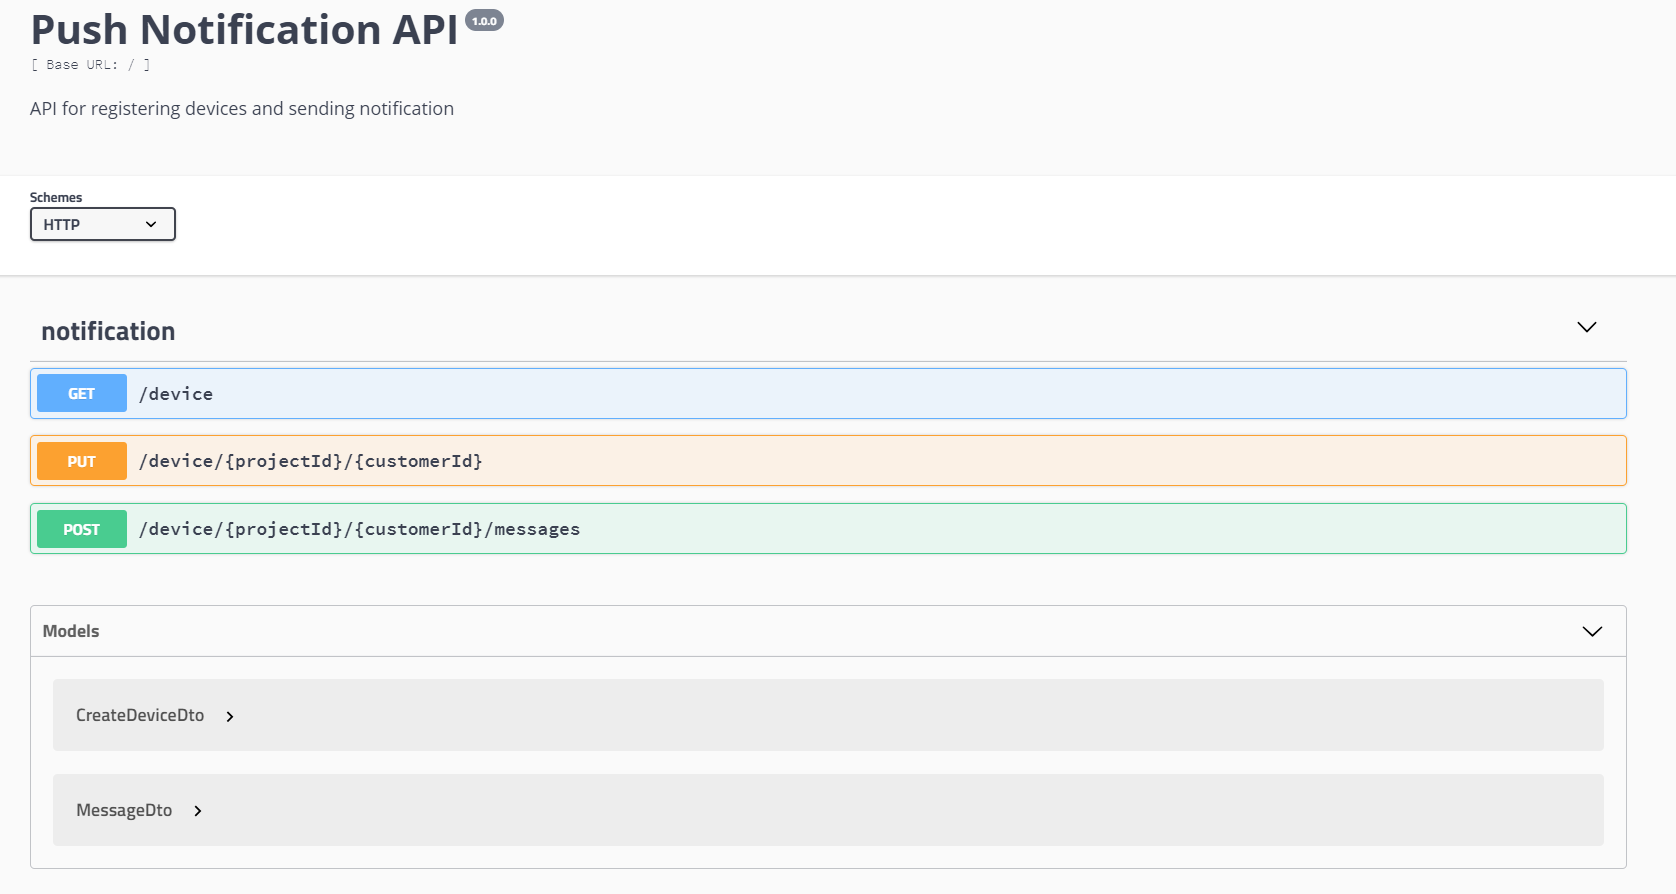 Push Notification API 1.0.0
[ Base URL: / ]
API for registering devices and sending notification
Schemes
HTTP
notification
GET /device
PUT /device/{projectId}/{customerId}
POST /device/{projectId}/{customerId}/messages
Models
CreateDeviceDto
MessageDto